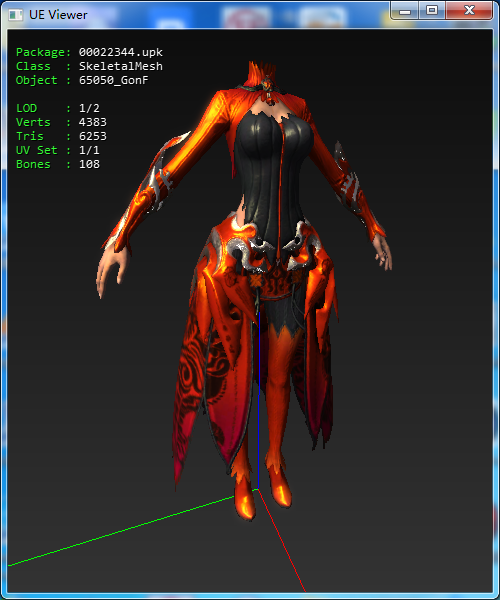 UE Viewer
Package: 00022344.upk
Class : SkeletalMesh
Object : 65050_GonF
LOD : 1/2
Verts : 4383
Tris : 6253
UV Set : 1/1
Bones : 108